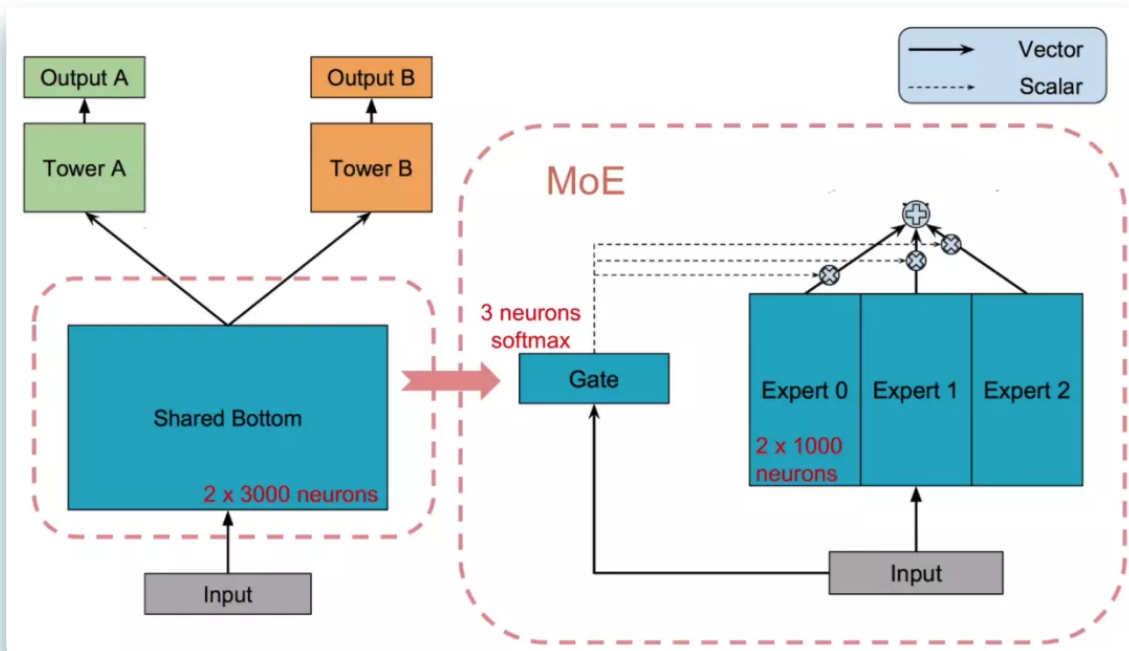 Output A
Output B
Vector
Scalar
Tower A
Tower B
MoE
3 neurons
softmax
Gate
Expert 0
Expert 1
Expert 2
2 x 1000
neurons
Shared Bottom
2 x 3000 neurons
Input
Input